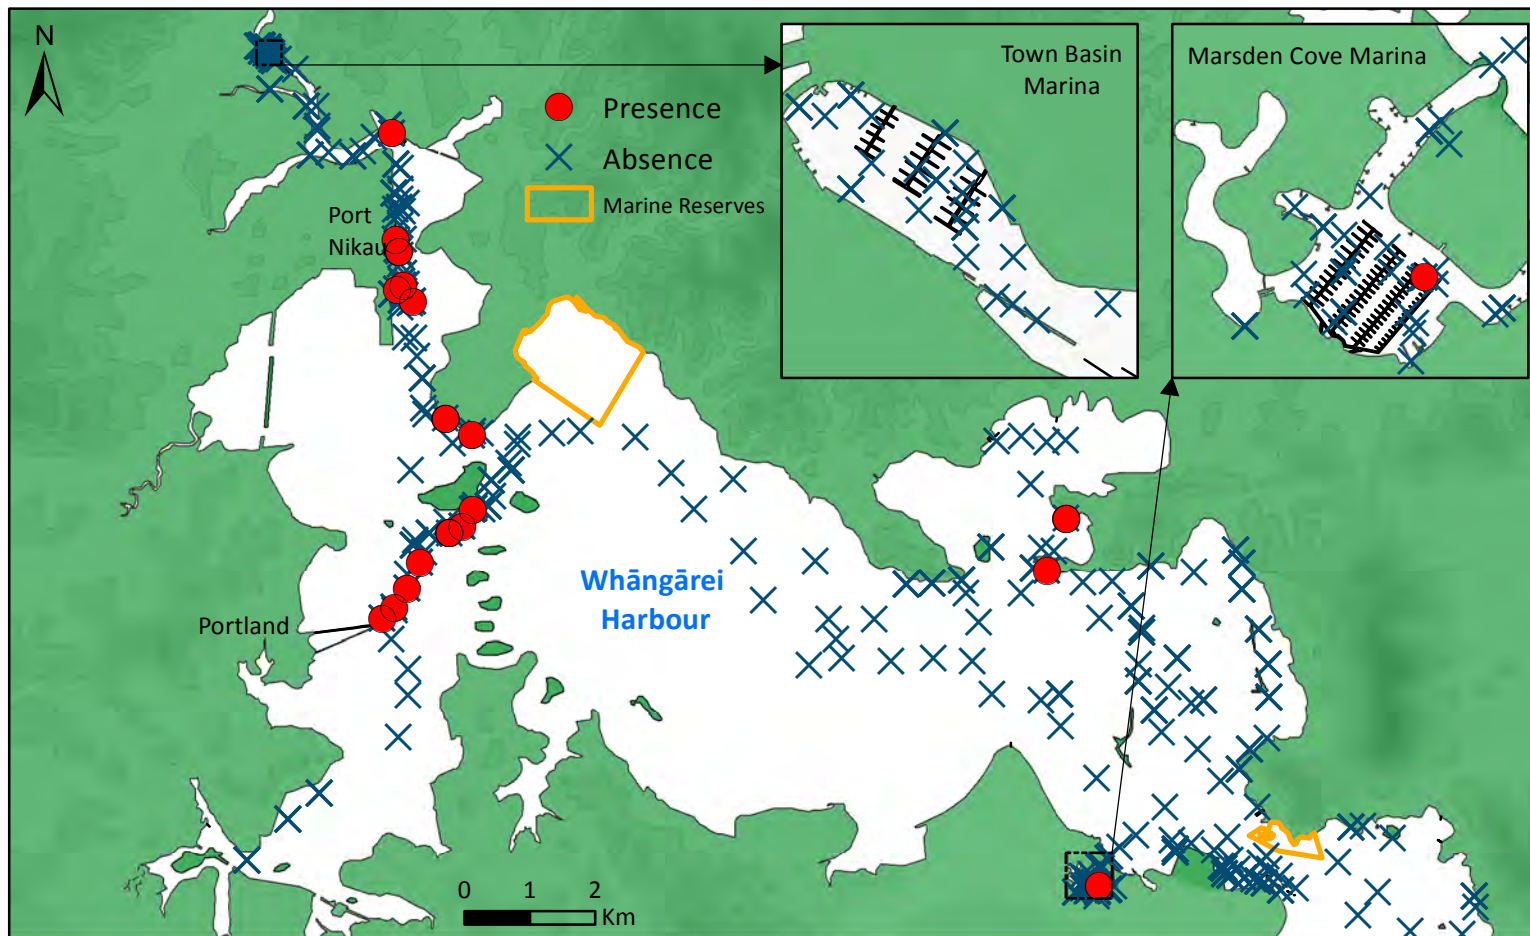 N
Presence
Absence
Marine Reserves
Town Basin
Marina
Marsden Cove Marina
Port
Nikau
Whāngārei
Harbour
Portland
0 1 2
Km